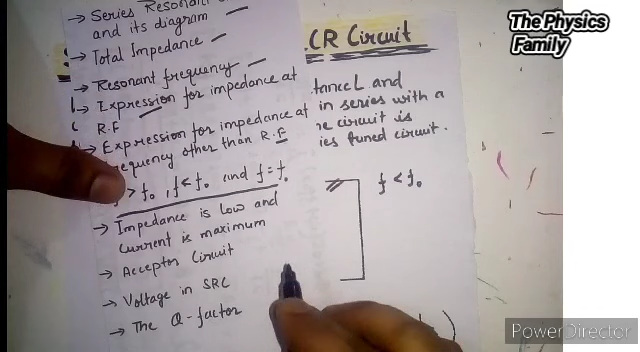 → Series Resonant
and its diagram
→ Total Impedance
.CR Circuit
→ Resonant frequency
→ Expression for impedance at
R.F
→ Expression for impedance at
frequency other than R.F
> f₀, f < f₀ and f = f₀
→ Impedance is Low and
Current is maximum
→ Acceptor Circuit
→ Voltage in SRC
→ The Q-factor
tance L and
in series with a
circuit is
ies tuned circuit.
f < f₀
The Physics
Family
PowerDirector